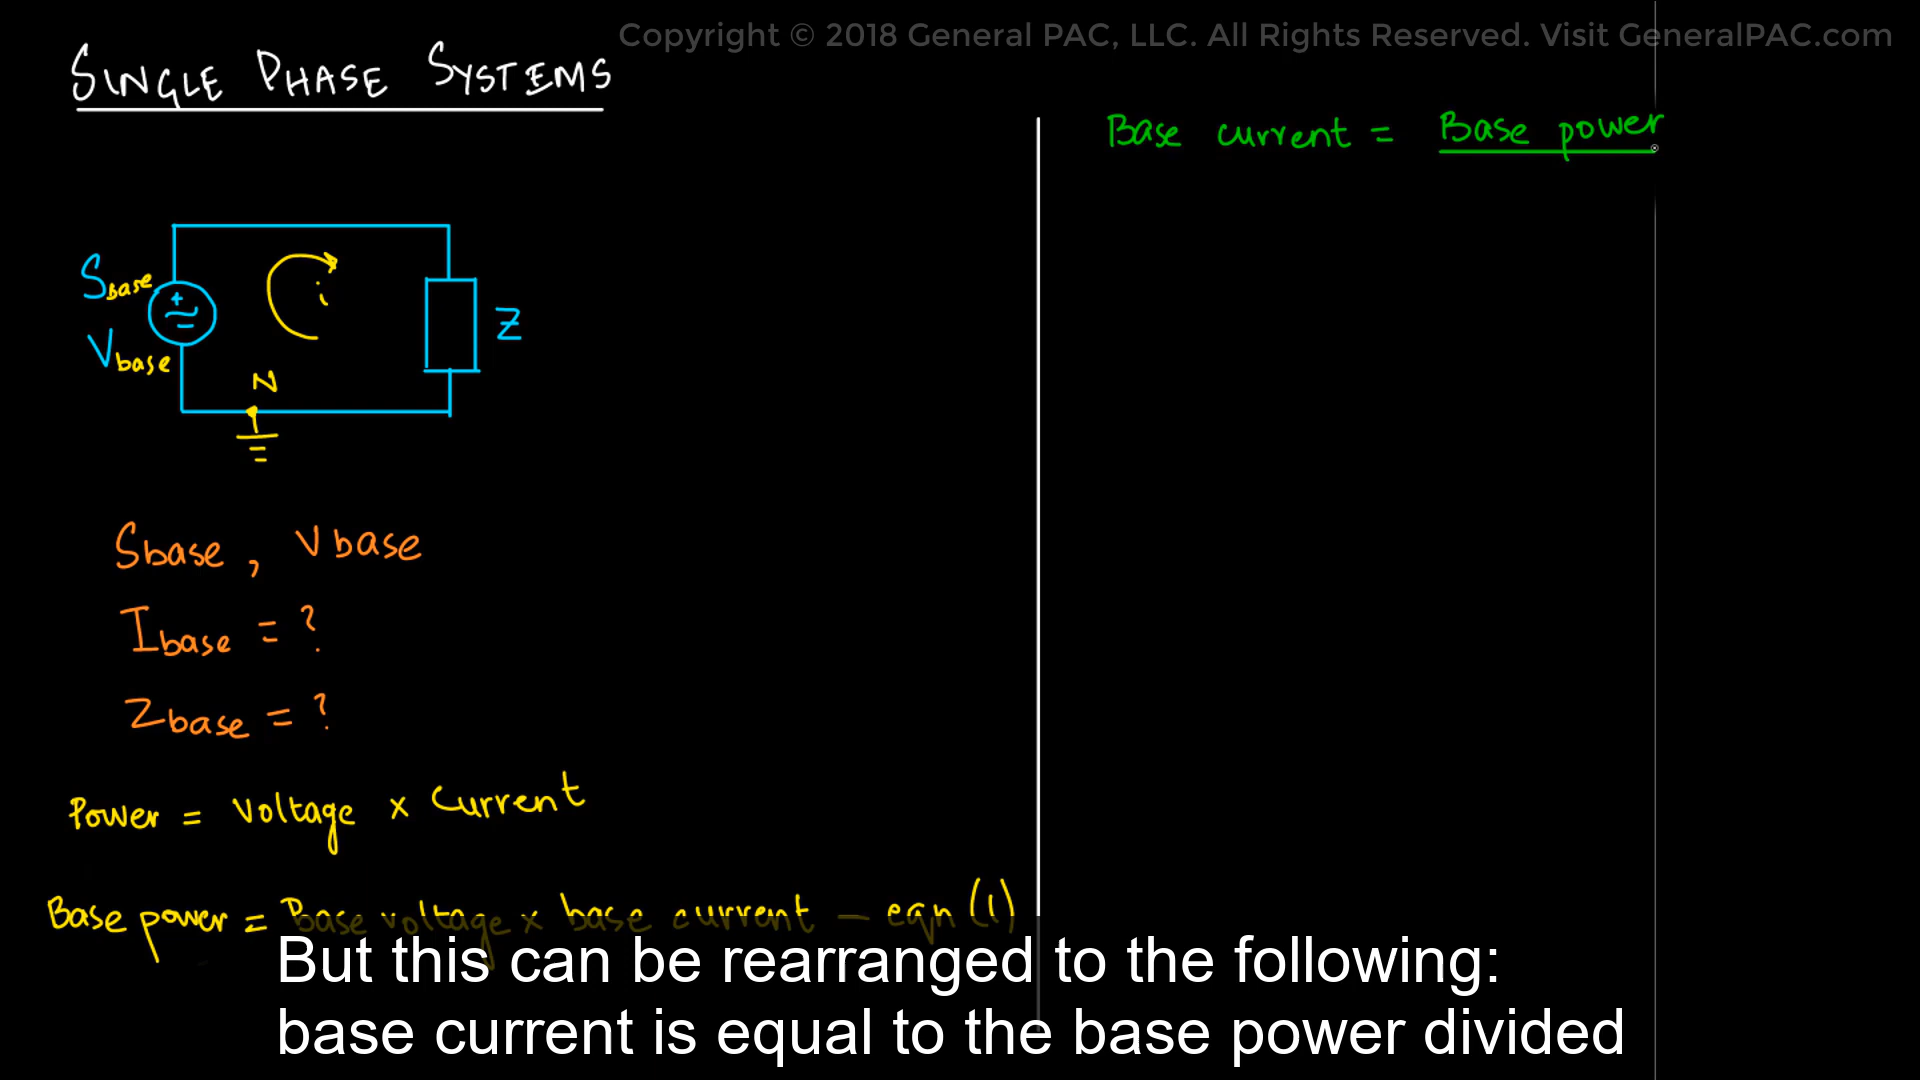 Copyright © 2018 General PAC, LLC. All Rights Reserved. Visit GeneralPAC.com
SINGLE PHASE SYSTEMS
Sbase
Vbase
+
i
N
Z
Sbase, Vbase
Ibase = ?
Zbase = ?
Power = Voltage x Current
Base power = Base voltage x base current - eqn (1)
Base current = Base power
But this can be rearranged to the following:
base current is equal to the base power divided